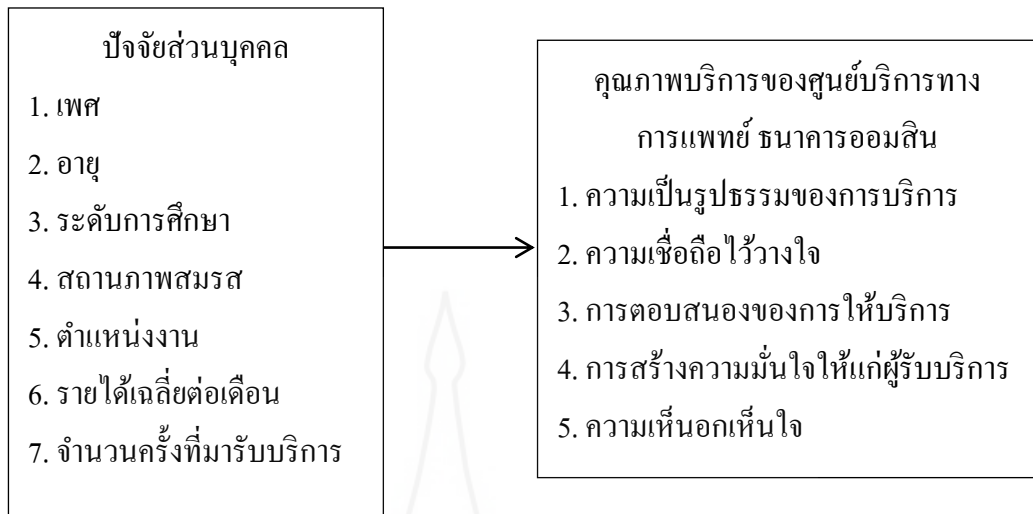 ปัจจัยส่วนบุคคล
1. เพศ
2. อายุ
3. ระดับการศึกษา
4. สถานภาพสมรส
5. ตำแหน่งงาน
6. รายได้เฉลี่ยต่อเดือน
7. จำนวนครั้งที่มารับบริการ
คุณภาพบริการของศูนย์บริการทาง
การแพทย์ ธนาคารออมสิน
1. ความเป็นรูปธรรมของการบริการ
2. ความเชื่อถือไว้วางใจ
3. การตอบสนองของการให้บริการ
4. การสร้างความมั่นใจให้แก่ผู้รับบริการ
5. ความเห็นอกเห็นใจ